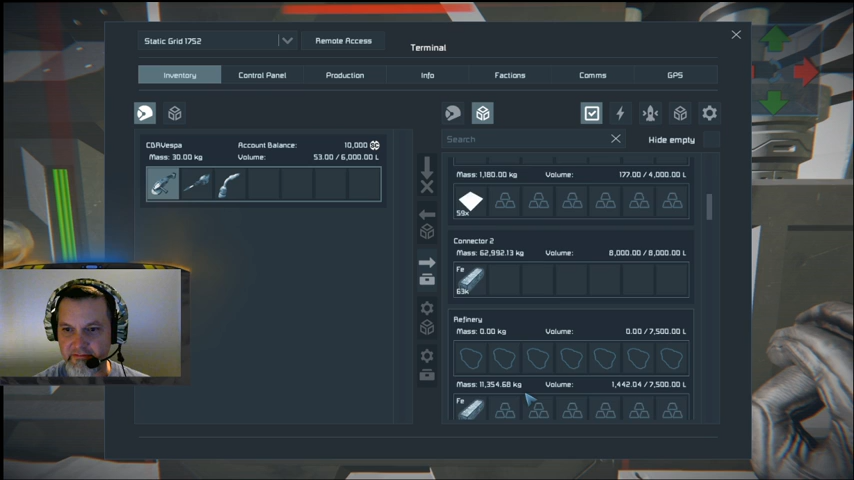 Static Grid 1752
Remote Access
Terminal
Inventory
Control Panel
Production
Info
Factions
Comms
GPS
Search
Hide empty
CDAVespa
Account Balance:
10,000
Mass: 30.00 kg
Volume:
53.00 / 6,000.00 L
Mass: 1,180.00 kg
Volume:
177.00 / 4,000.00 L
59x
Connector 2
Mass: 62,992.13 kg
Volume:
8,000.00 / 8,000.00 L
Fe
63k
Refinery
Mass: 0.00 kg
Volume:
0.00 / 7,500.00 L
Mass: 11,354.68 kg
Volume:
1,442.04 / 7,500.00 L
Fe